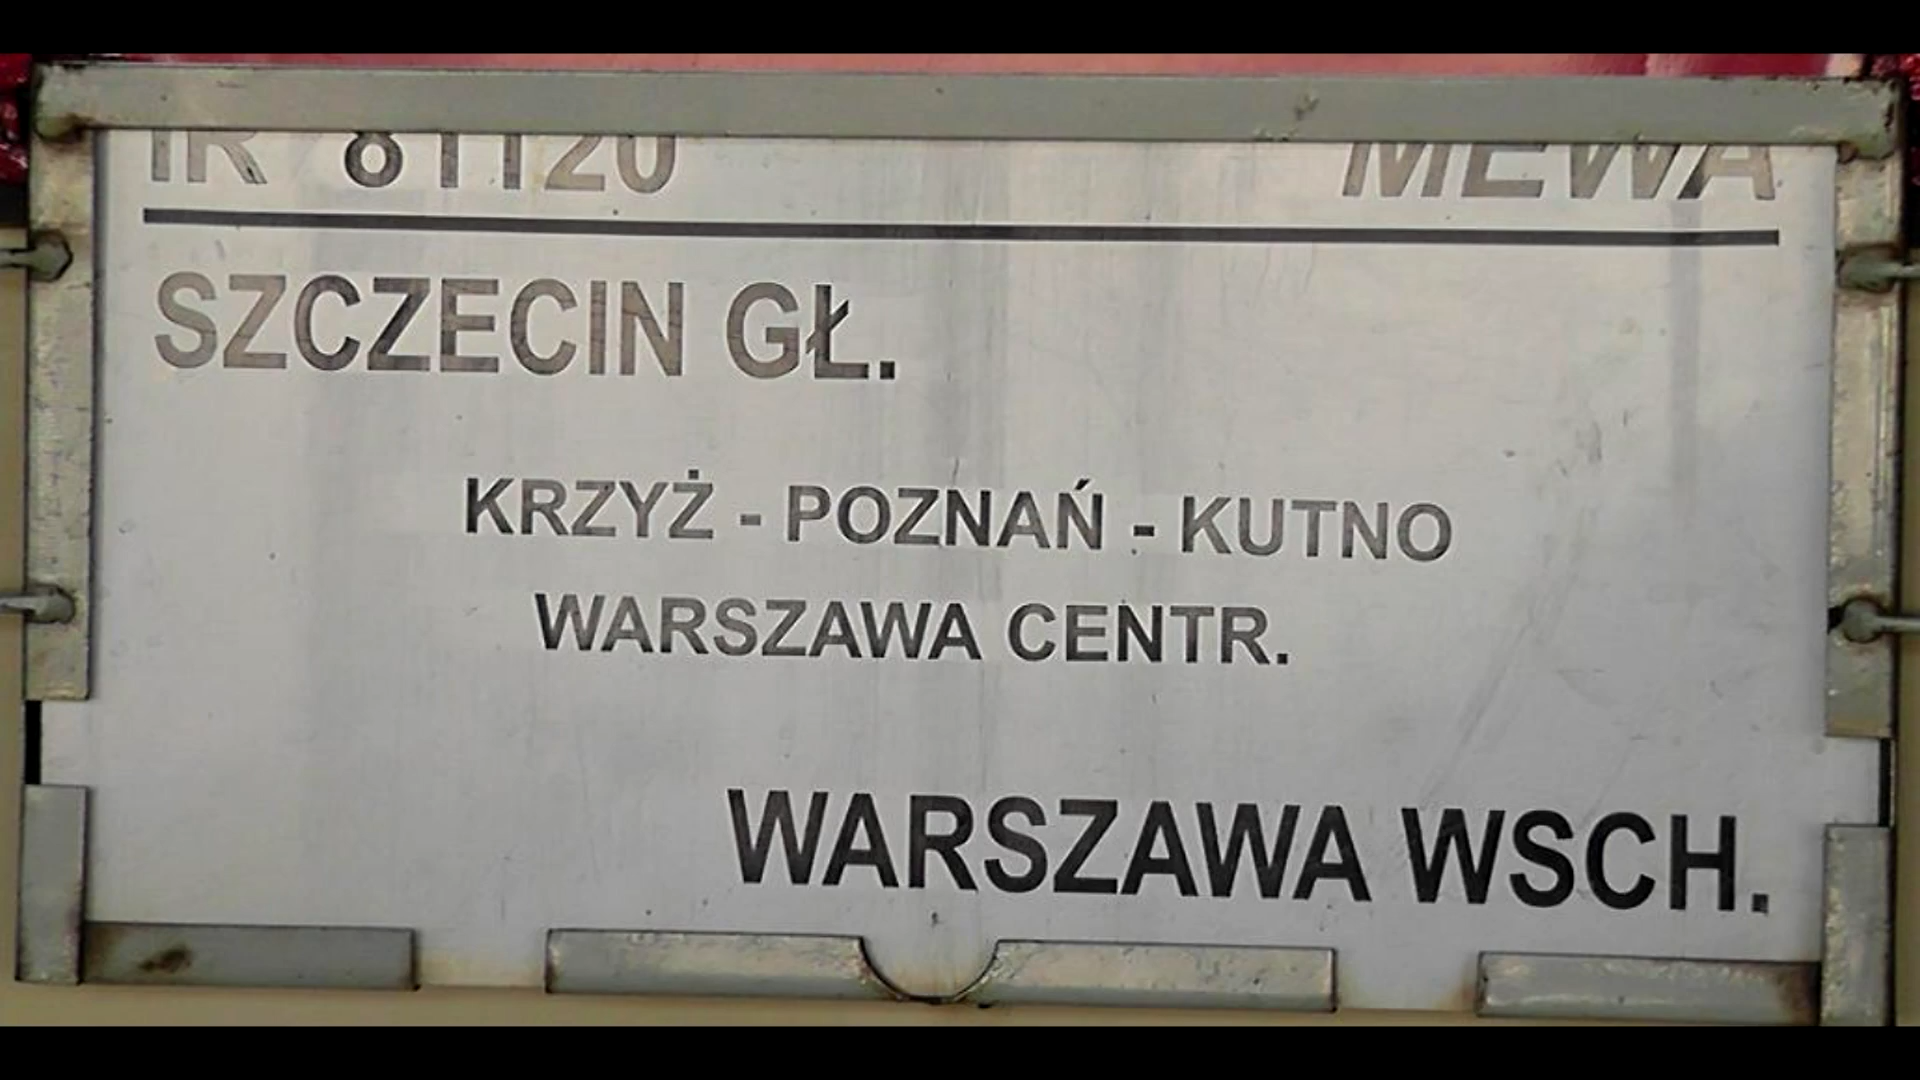 IR 81120 MEWA
SZCZECIN GŁ.
KRZYŻ - POZNAŃ - KUTNO
WARSZAWA CENTR.
WARSZAWA WSCH.